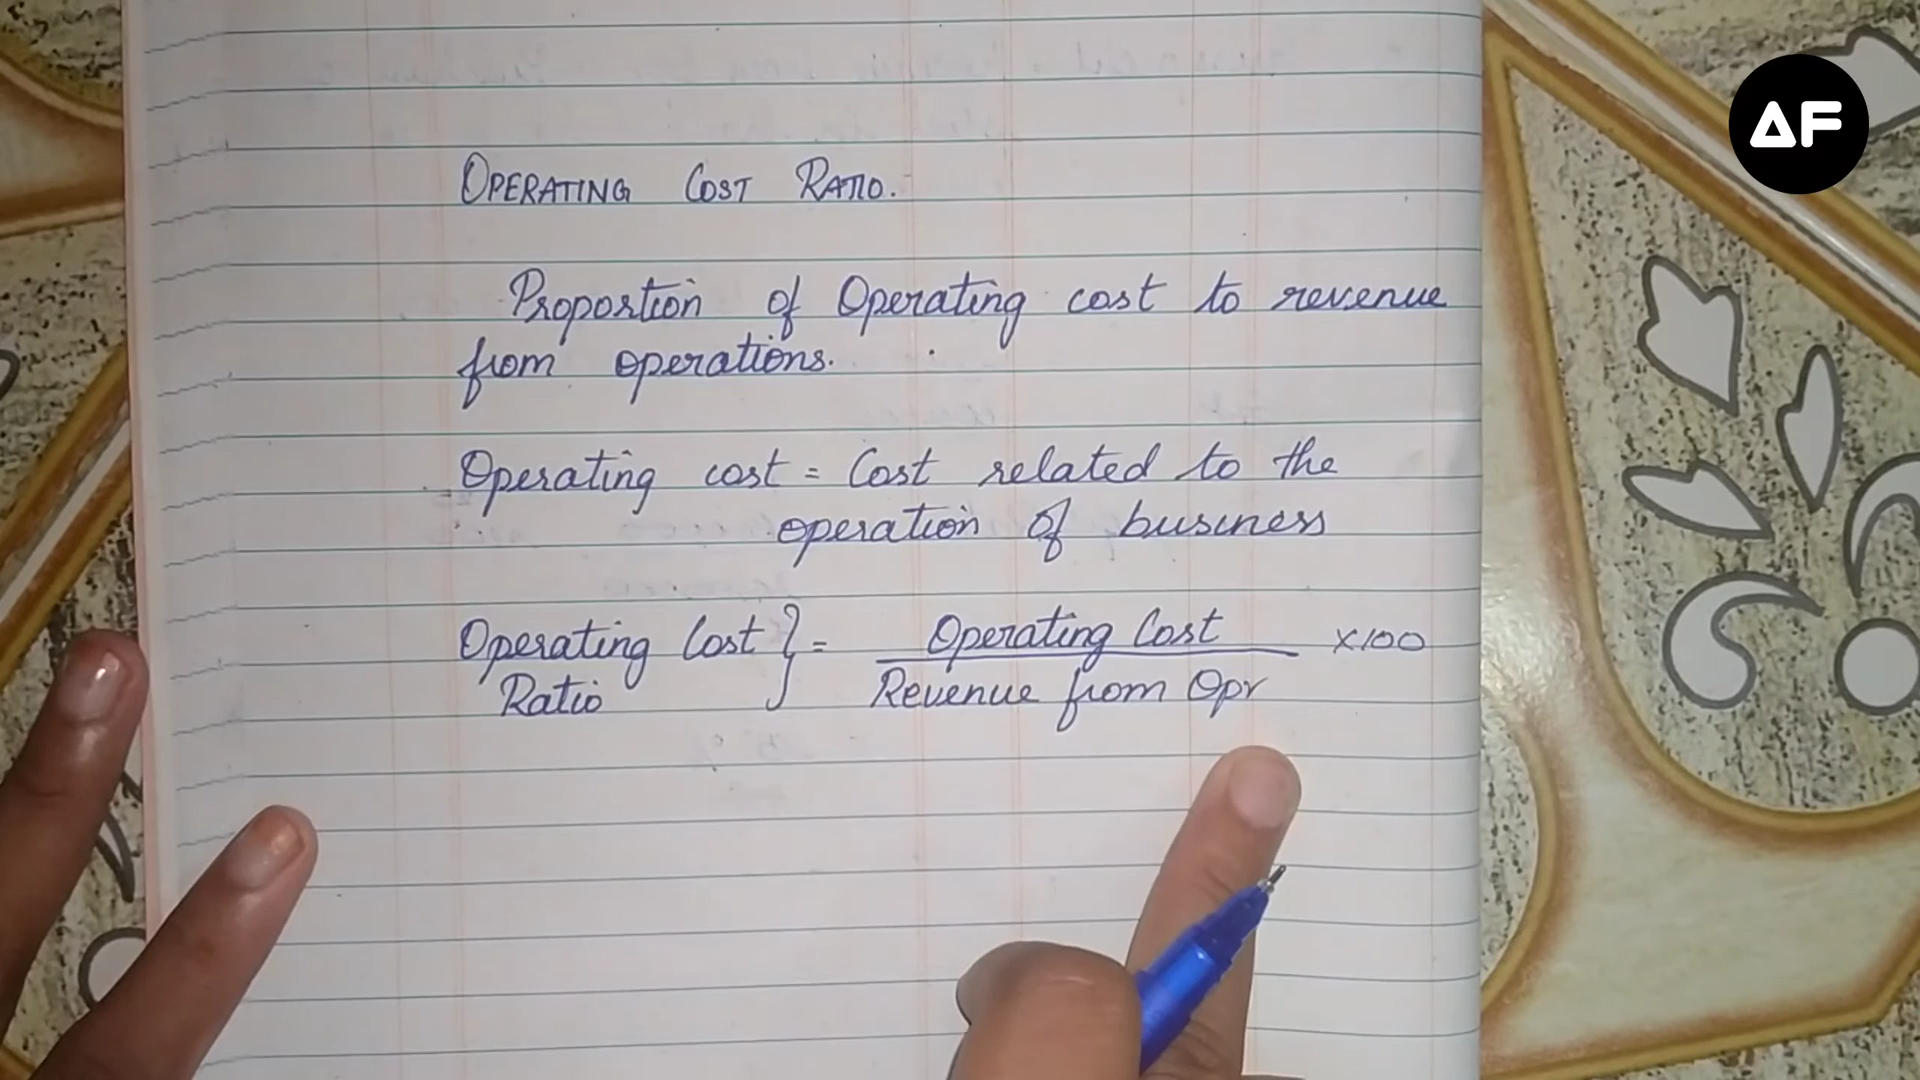 AF
OPERATING COST RATIO.
Proportion of Operating cost to revenue
from operations.
Operating cost = Cost related to the
operation of business
Operating Cost } = Operating Cost ×100
Ratio Revenue from Opr